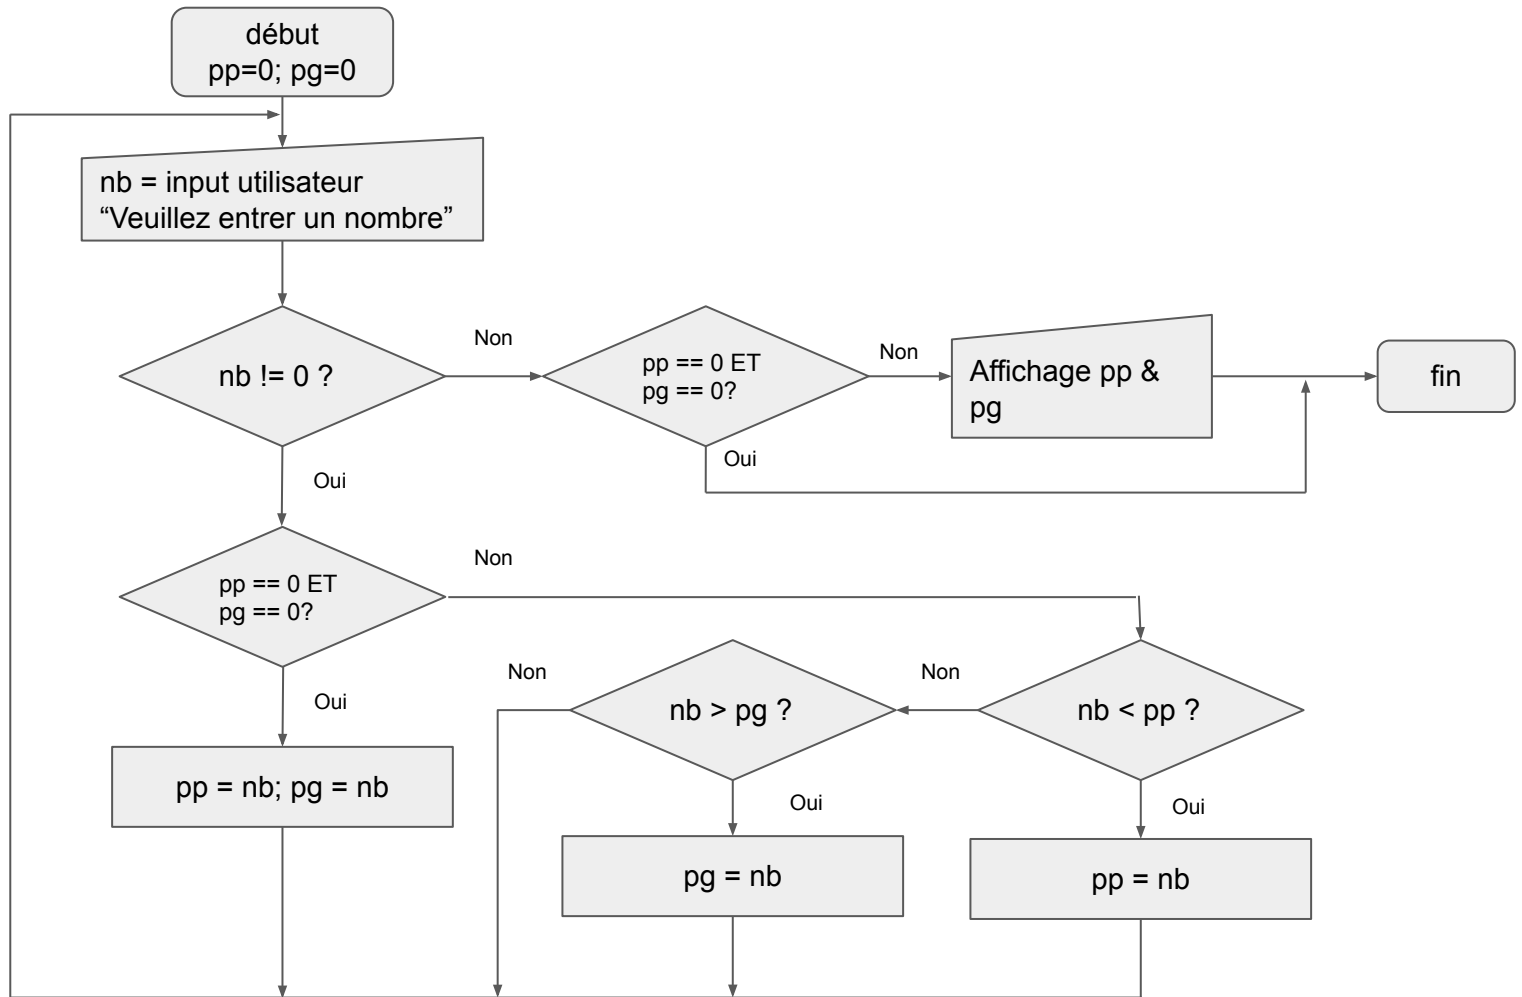 début
pp=0; pg=0
nb = input utilisateur
“Veuillez entrer un nombre”
nb != 0 ?
Non
pp == 0 ET
pg == 0?
Non
Affichage pp &
pg
fin
Oui
Oui
pp == 0 ET
pg == 0?
Non
Oui
pp = nb; pg = nb
nb < pp ?
Non
nb > pg ?
Non
Oui
pg = nb
Oui
pp = nb